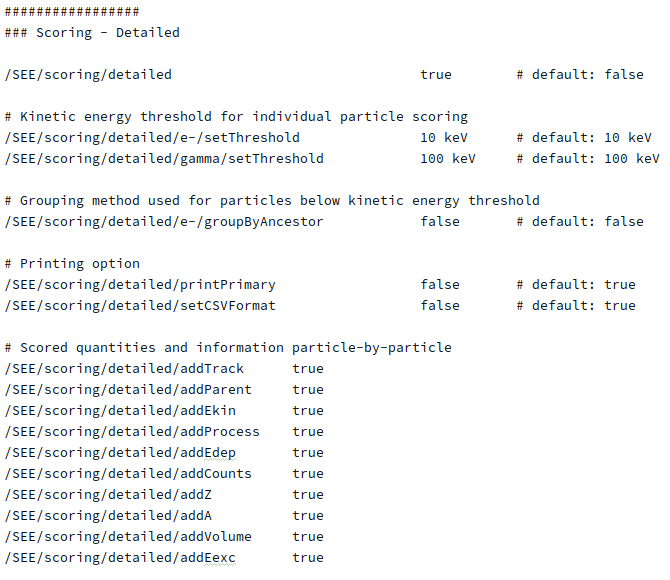 #################
### Scoring - Detailed
/SEE/scoring/detailed true # default: false
# Kinetic energy threshold for individual particle scoring
/SEE/scoring/detailed/e-/setThreshold 10 keV # default: 10 keV
/SEE/scoring/detailed/gamma/setThreshold 100 keV # default: 100 keV
# Grouping method used for particles below kinetic energy threshold
/SEE/scoring/detailed/e-/groupByAncestor false # default: false
# Printing option
/SEE/scoring/detailed/printPrimary false # default: true
/SEE/scoring/detailed/setCSVFormat false # default: true
# Scored quantities and information particle-by-particle
/SEE/scoring/detailed/addTrack true
/SEE/scoring/detailed/addParent true
/SEE/scoring/detailed/addEkin true
/SEE/scoring/detailed/addProcess true
/SEE/scoring/detailed/addEdep true
/SEE/scoring/detailed/addCounts true
/SEE/scoring/detailed/addZ true
/SEE/scoring/detailed/addA true
/SEE/scoring/detailed/addVolume true
/SEE/scoring/detailed/addEexc true